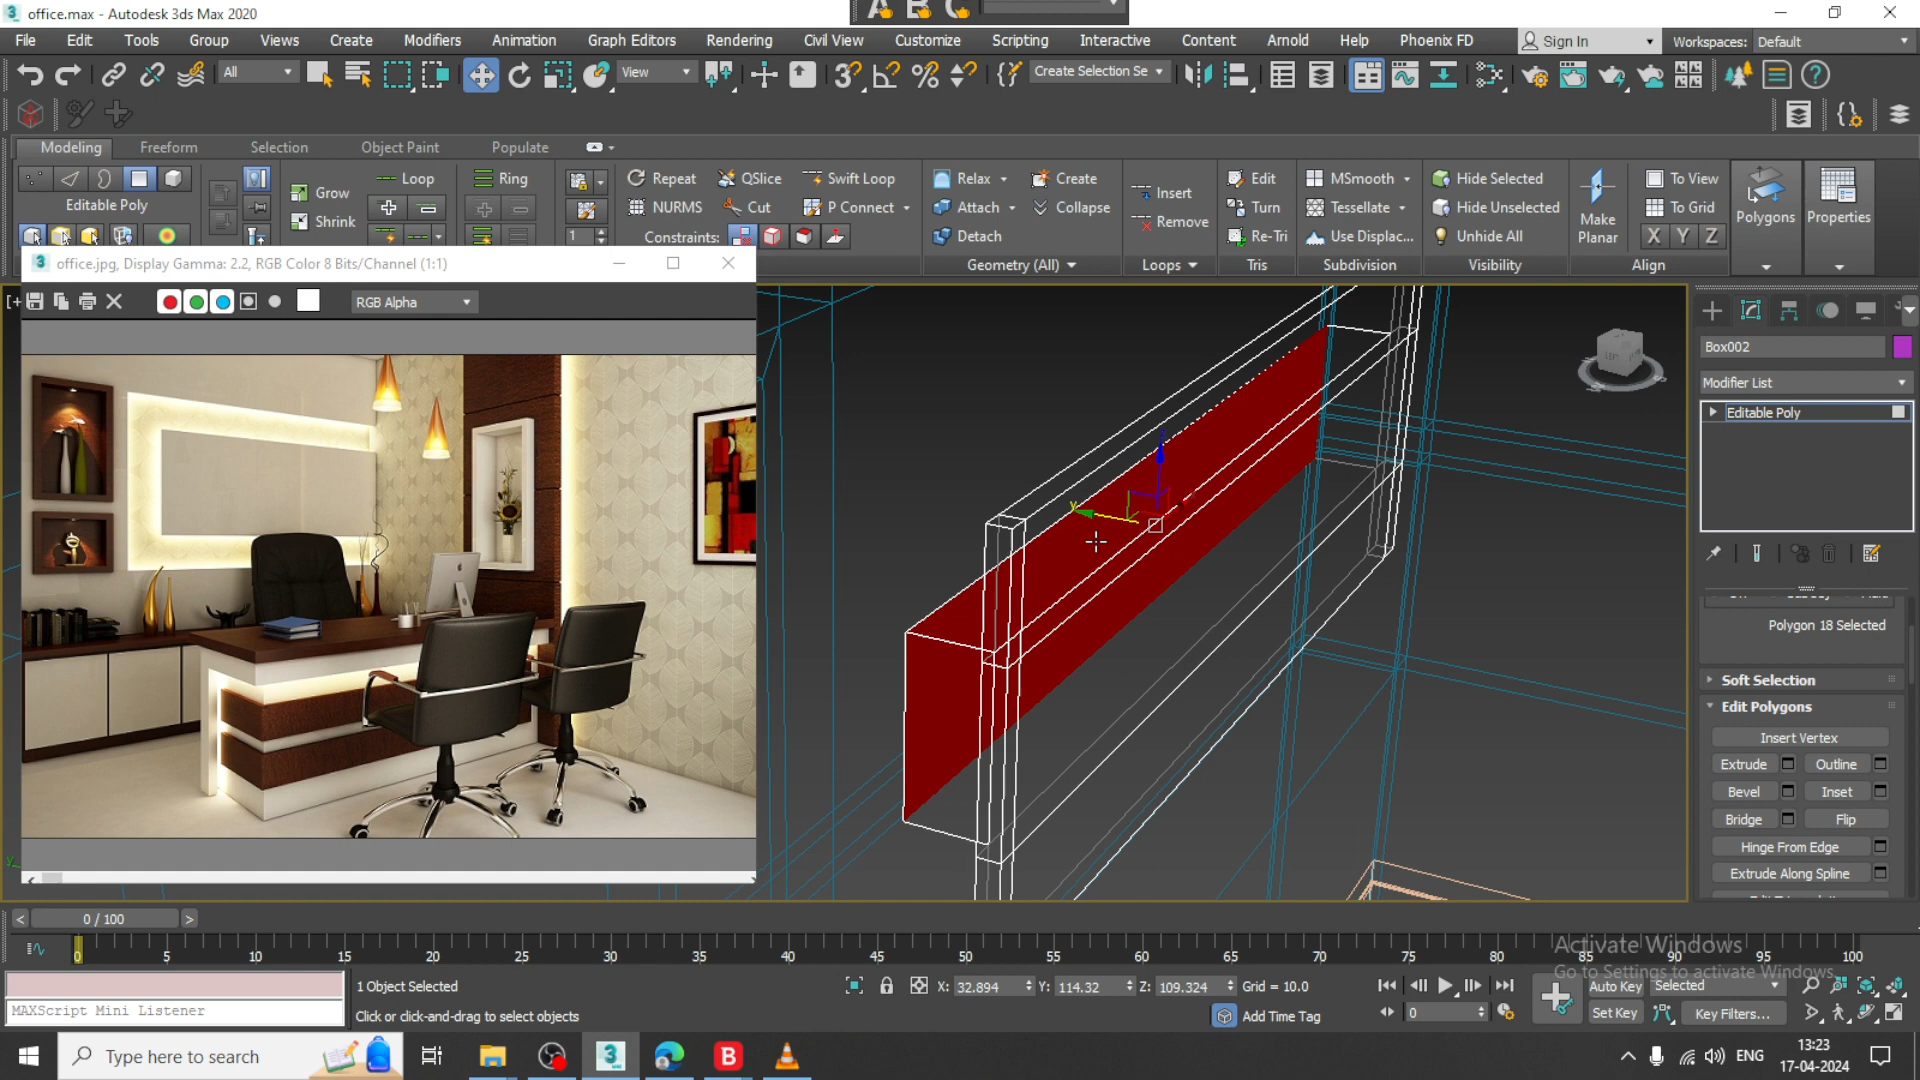 office.max - Autodesk 3ds Max 2020
File Edit Tools Group Views Create Modifiers Animation Graph Editors Rendering Civil View Customize Scripting Interactive Content Arnold Help Phoenix FD
Sign In Workspaces: Default
All View Create Selection Se
Modeling Freeform Selection Object Paint Populate
Grow Loop Ring Repeat QSlice Swift Loop Relax Create Edit MSmooth Hide Selected To View
Editable Poly Shrink NURMS Cut P Connect Attach Collapse Insert Turn Tessellate Hide Unselected Make Planar To Grid Polygons Properties
1 Constraints: Detach Remove Re-Tri Use Displac... Unhide All X Y Z
Geometry (All) Loops Tris Subdivision Visibility Align
office.jpg, Display Gamma: 2.2, RGB Color 8 Bits/Channel (1:1)
RGB Alpha
Box002
Modifier List
Editable Poly
Polygon 18 Selected
Soft Selection
Edit Polygons
Insert Vertex
Extrude Outline
Bevel Inset
Bridge Flip
Hinge From Edge
Extrude Along Spline
y
< 0 / 100 >
0 5 10 15 20 25 30 35 40 45 50 55 60 65 70 75 80 85 90 95 100
Activate Windows
Go to Settings to activate Windows.
1 Object Selected
X: 32.894 Y: 114.32 Z: 109.324 Grid = 10.0
Auto Key Selected
MAXScript Mini Listener
Click or click-and-drag to select objects
Add Time Tag
0
Set Key Key Filters...
Type here to search
ENG
13:23
17-04-2024